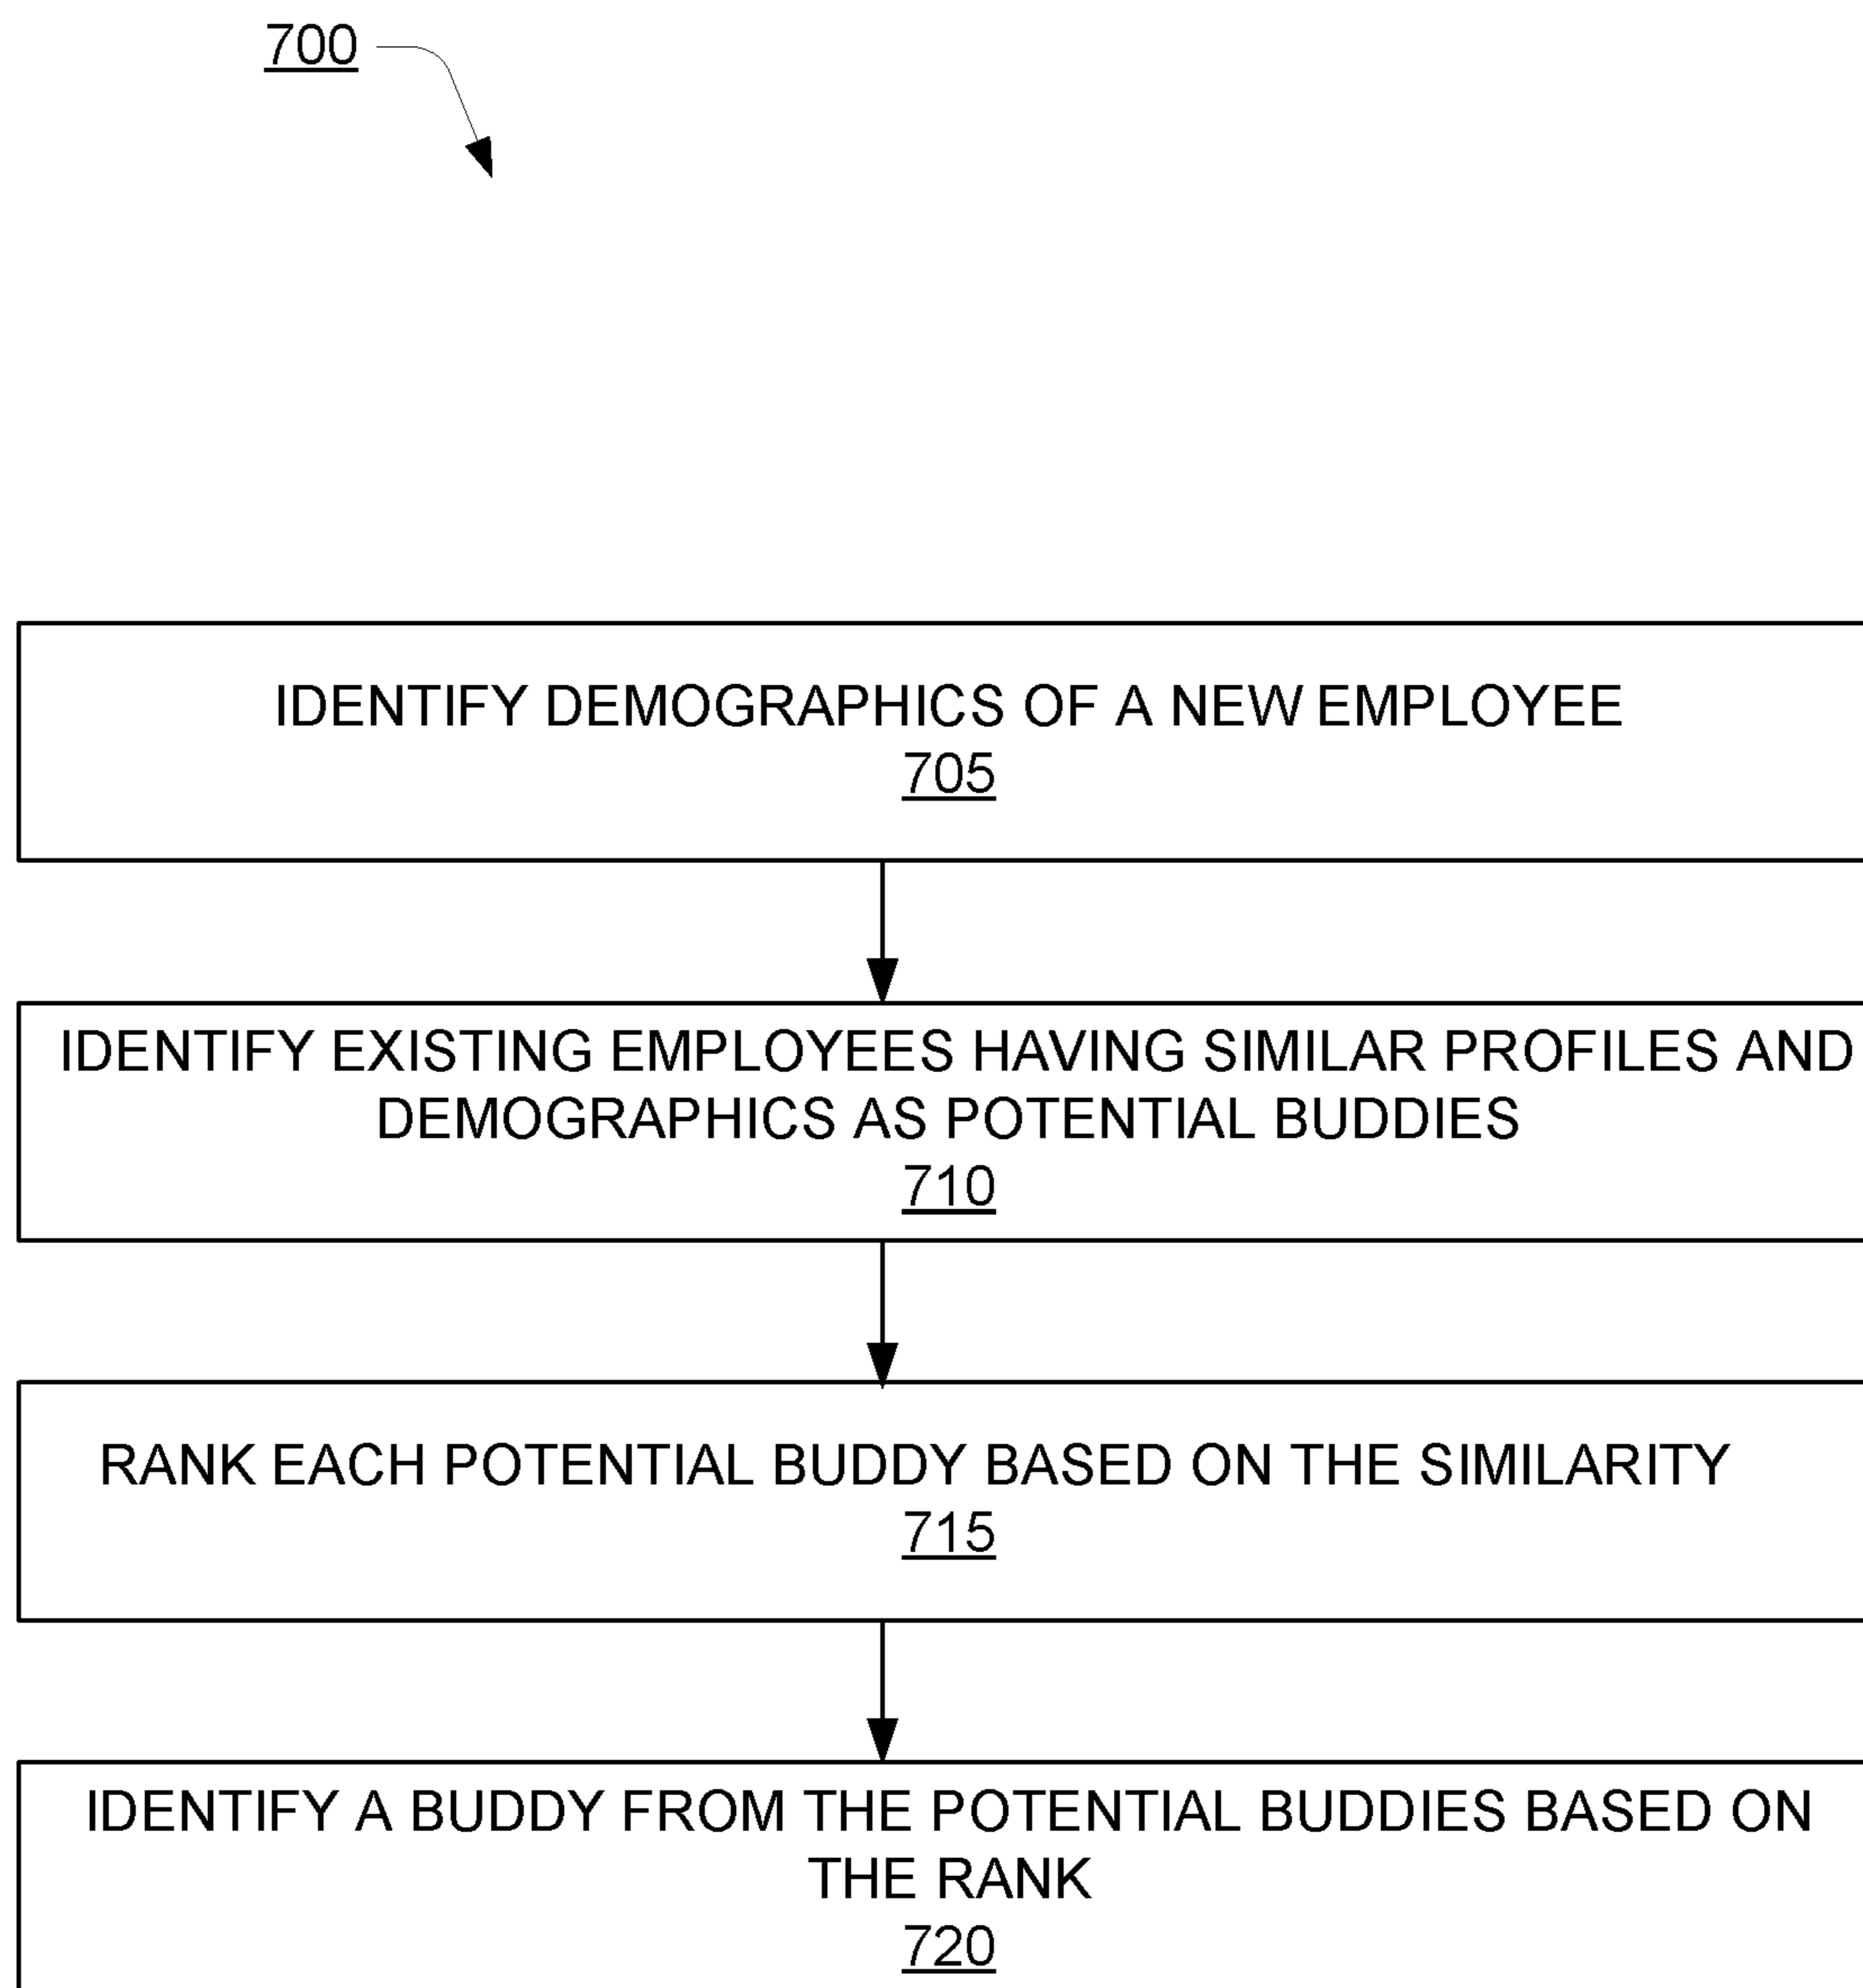 700
IDENTIFY DEMOGRAPHICS OF A NEW EMPLOYEE
705
IDENTIFY EXISTING EMPLOYEES HAVING SIMILAR PROFILES AND
DEMOGRAPHICS AS POTENTIAL BUDDIES
710
RANK EACH POTENTIAL BUDDY BASED ON THE SIMILARITY
715
IDENTIFY A BUDDY FROM THE POTENTIAL BUDDIES BASED ON
THE RANK
720